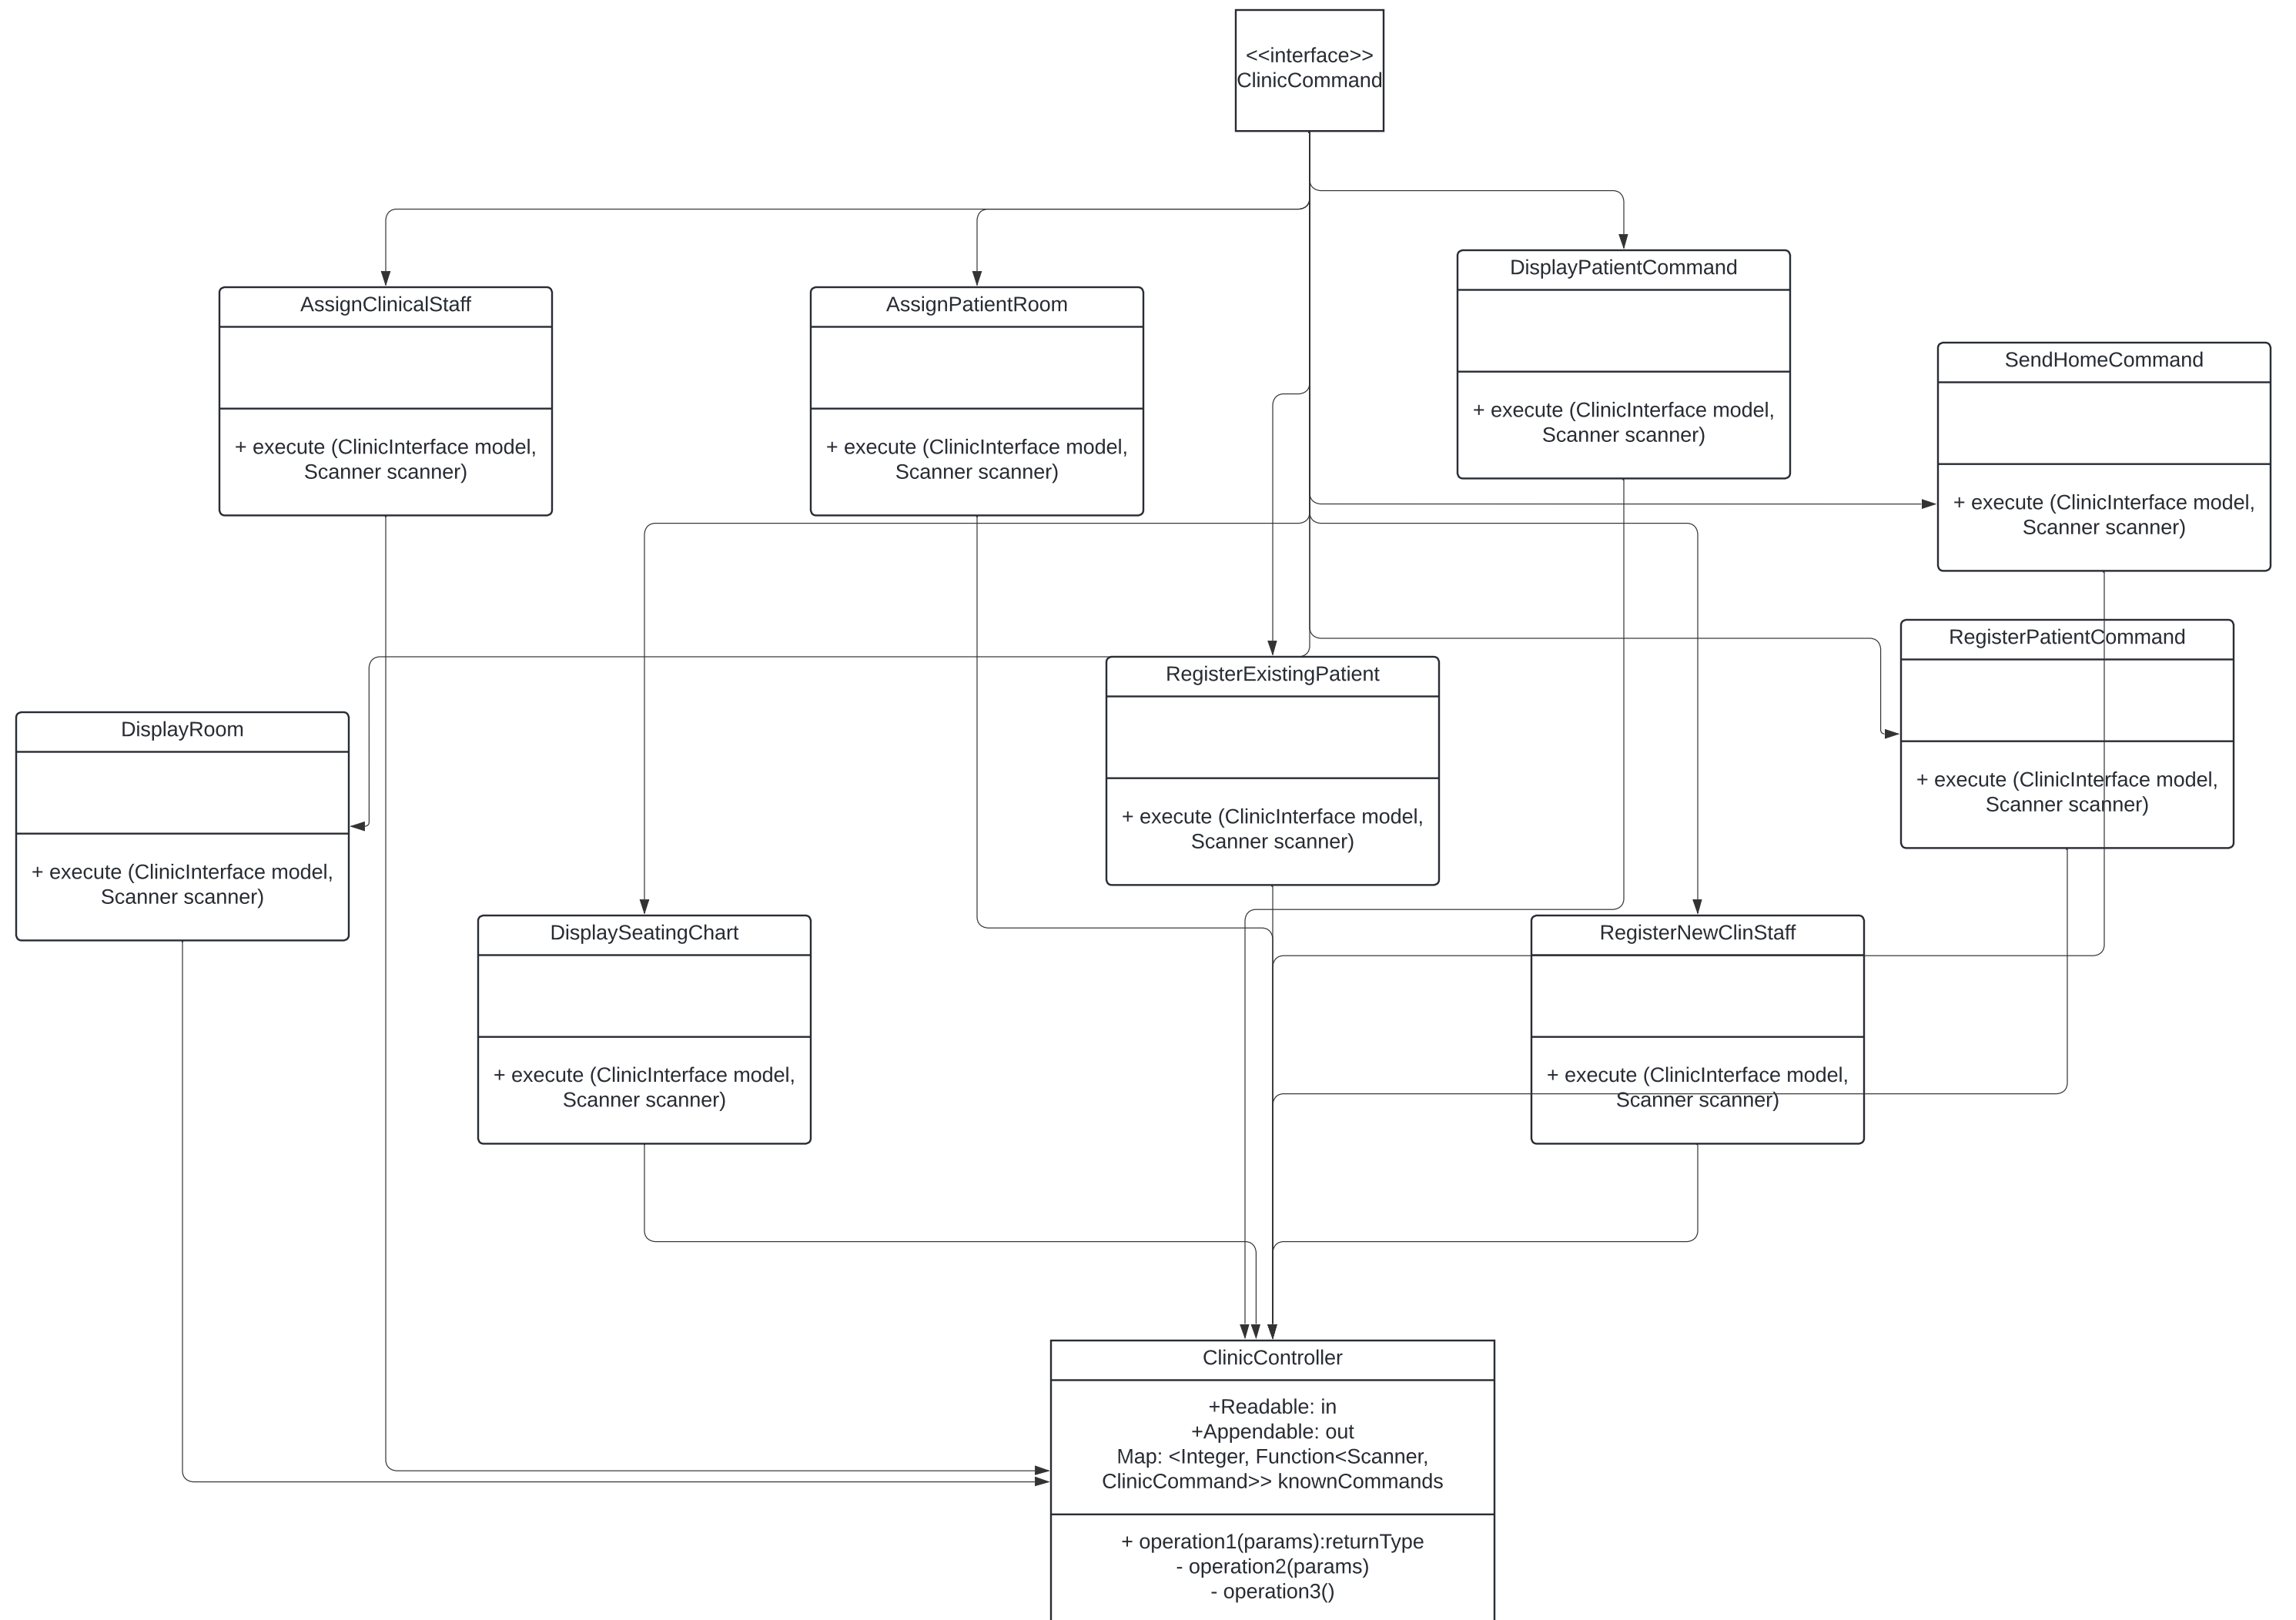 <<interface>>
ClinicCommand
DisplayPatientCommand
+ execute (ClinicInterface model,
Scanner scanner)
AssignClinicalStaff
+ execute (ClinicInterface model,
Scanner scanner)
AssignPatientRoom
+ execute (ClinicInterface model,
Scanner scanner)
SendHomeCommand
+ execute (ClinicInterface model,
Scanner scanner)
RegisterPatientCommand
+ execute (ClinicInterface model,
Scanner scanner)
RegisterExistingPatient
+ execute (ClinicInterface model,
Scanner scanner)
DisplayRoom
+ execute (ClinicInterface model,
Scanner scanner)
DisplaySeatingChart
+ execute (ClinicInterface model,
Scanner scanner)
RegisterNewClinStaff
+ execute (ClinicInterface model,
Scanner scanner)
ClinicController
+Readable: in
+Appendable: out
Map: <Integer, Function<Scanner,
ClinicCommand>> knownCommands
+ operation1(params):returnType
- operation2(params)
- operation3()